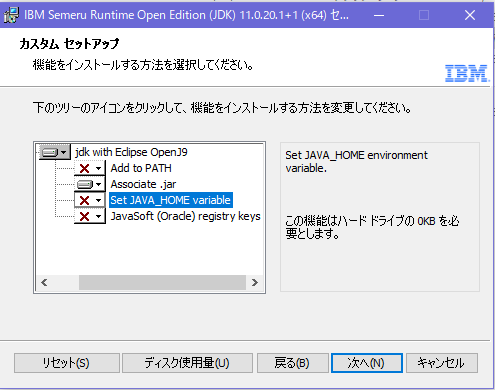 IBM Semeru Runtime Open Edition (JDK) 11.0.20.1+1 (x64) セ...
カスタム セットアップ
機能をインストールする方法を選択してください。
IBM
下のツリーのアイコンをクリックして、機能をインストールする方法を変更してください。
jdk with Eclipse OpenJ9
Add to PATH
Associate .jar
Set JAVA_HOME variable
JavaSoft (Oracle) registry keys
Set JAVA_HOME environment
variable.
この機能はハード ドライブの 0KB を必
要とします。
リセット(S)
ディスク使用量(U)
戻る(B)
次へ(N)
キャンセル